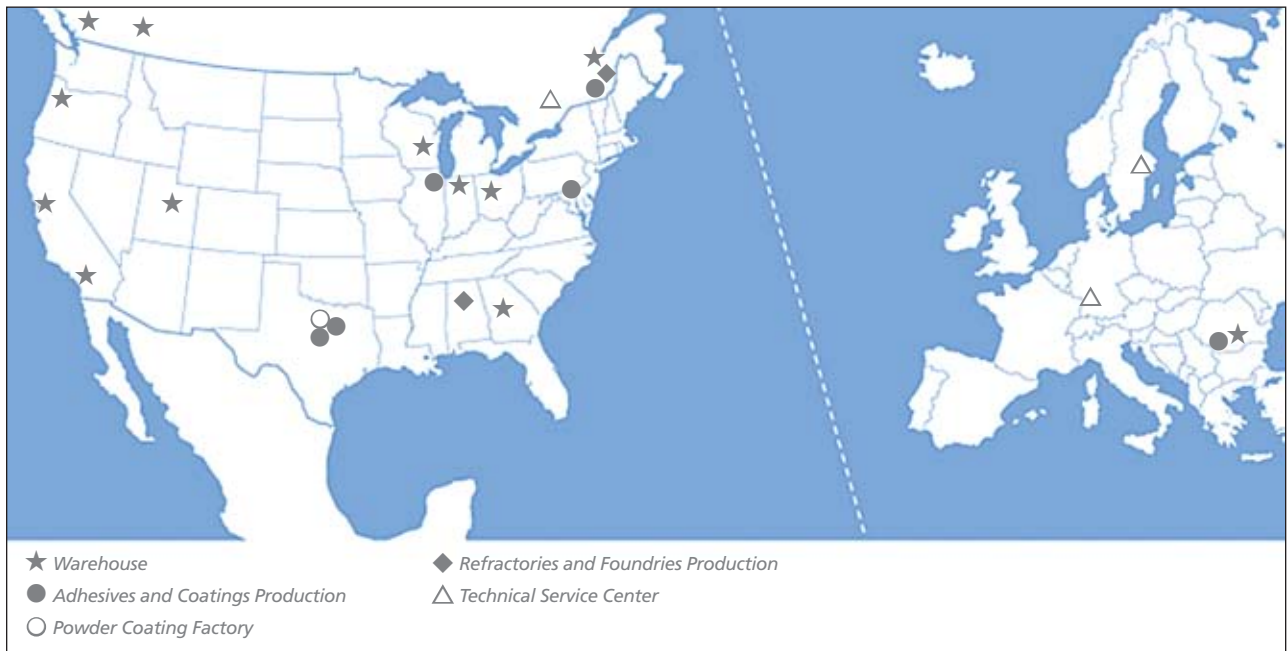 Warehouse
Adhesives and Coatings Production
Powder Coating Factory
Refractories and Foundries Production
Technical Service Center